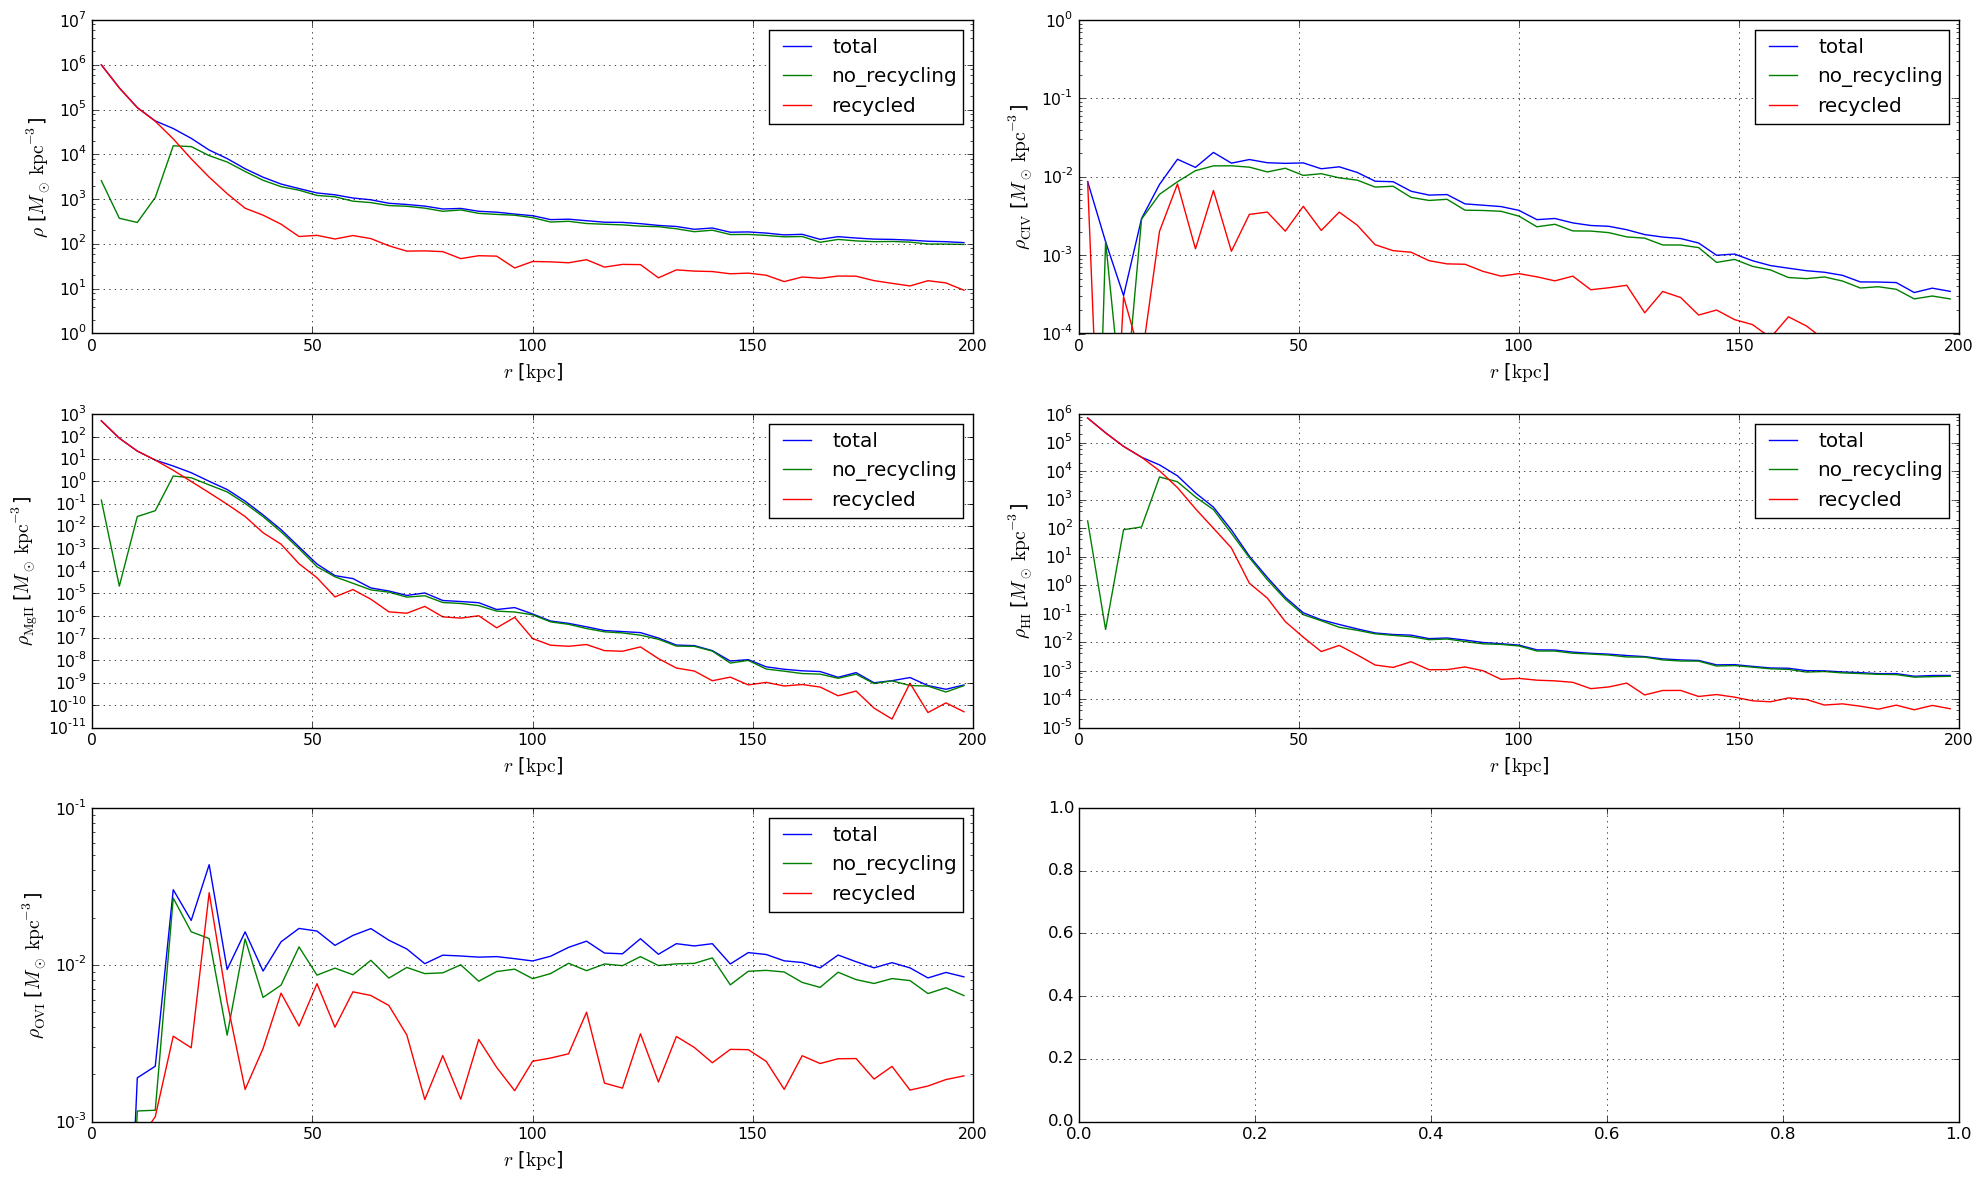 10^7
10^6
10^5
10^4
10^3
10^2
10^1
10^0
ρ [M_⊙ kpc^−3]
0 50 100 150 200
r [kpc]
total
no_recycling
recycled
10^0
10^-1
10^-2
10^-3
10^-4
ρ_CIV [M_⊙ kpc^−3]
0 50 100 150 200
r [kpc]
total
no_recycling
recycled
10^3
10^2
10^1
10^0
10^-1
10^-2
10^-3
10^-4
10^-5
10^-6
10^-7
10^-8
10^-9
10^-10
10^-11
ρ_MgII [M_⊙ kpc^−3]
0 50 100 150 200
r [kpc]
total
no_recycling
recycled
10^6
10^5
10^4
10^3
10^2
10^1
10^0
10^-1
10^-2
10^-3
10^-4
10^-5
ρ_HI [M_⊙ kpc^−3]
0 50 100 150 200
r [kpc]
total
no_recycling
recycled
10^-1
10^-2
10^-3
ρ_OVI [M_⊙ kpc^−3]
0 50 100 150 200
r [kpc]
total
no_recycling
recycled
1.0
0.8
0.6
0.4
0.2
0.0
0.0 0.2 0.4 0.6 0.8 1.0